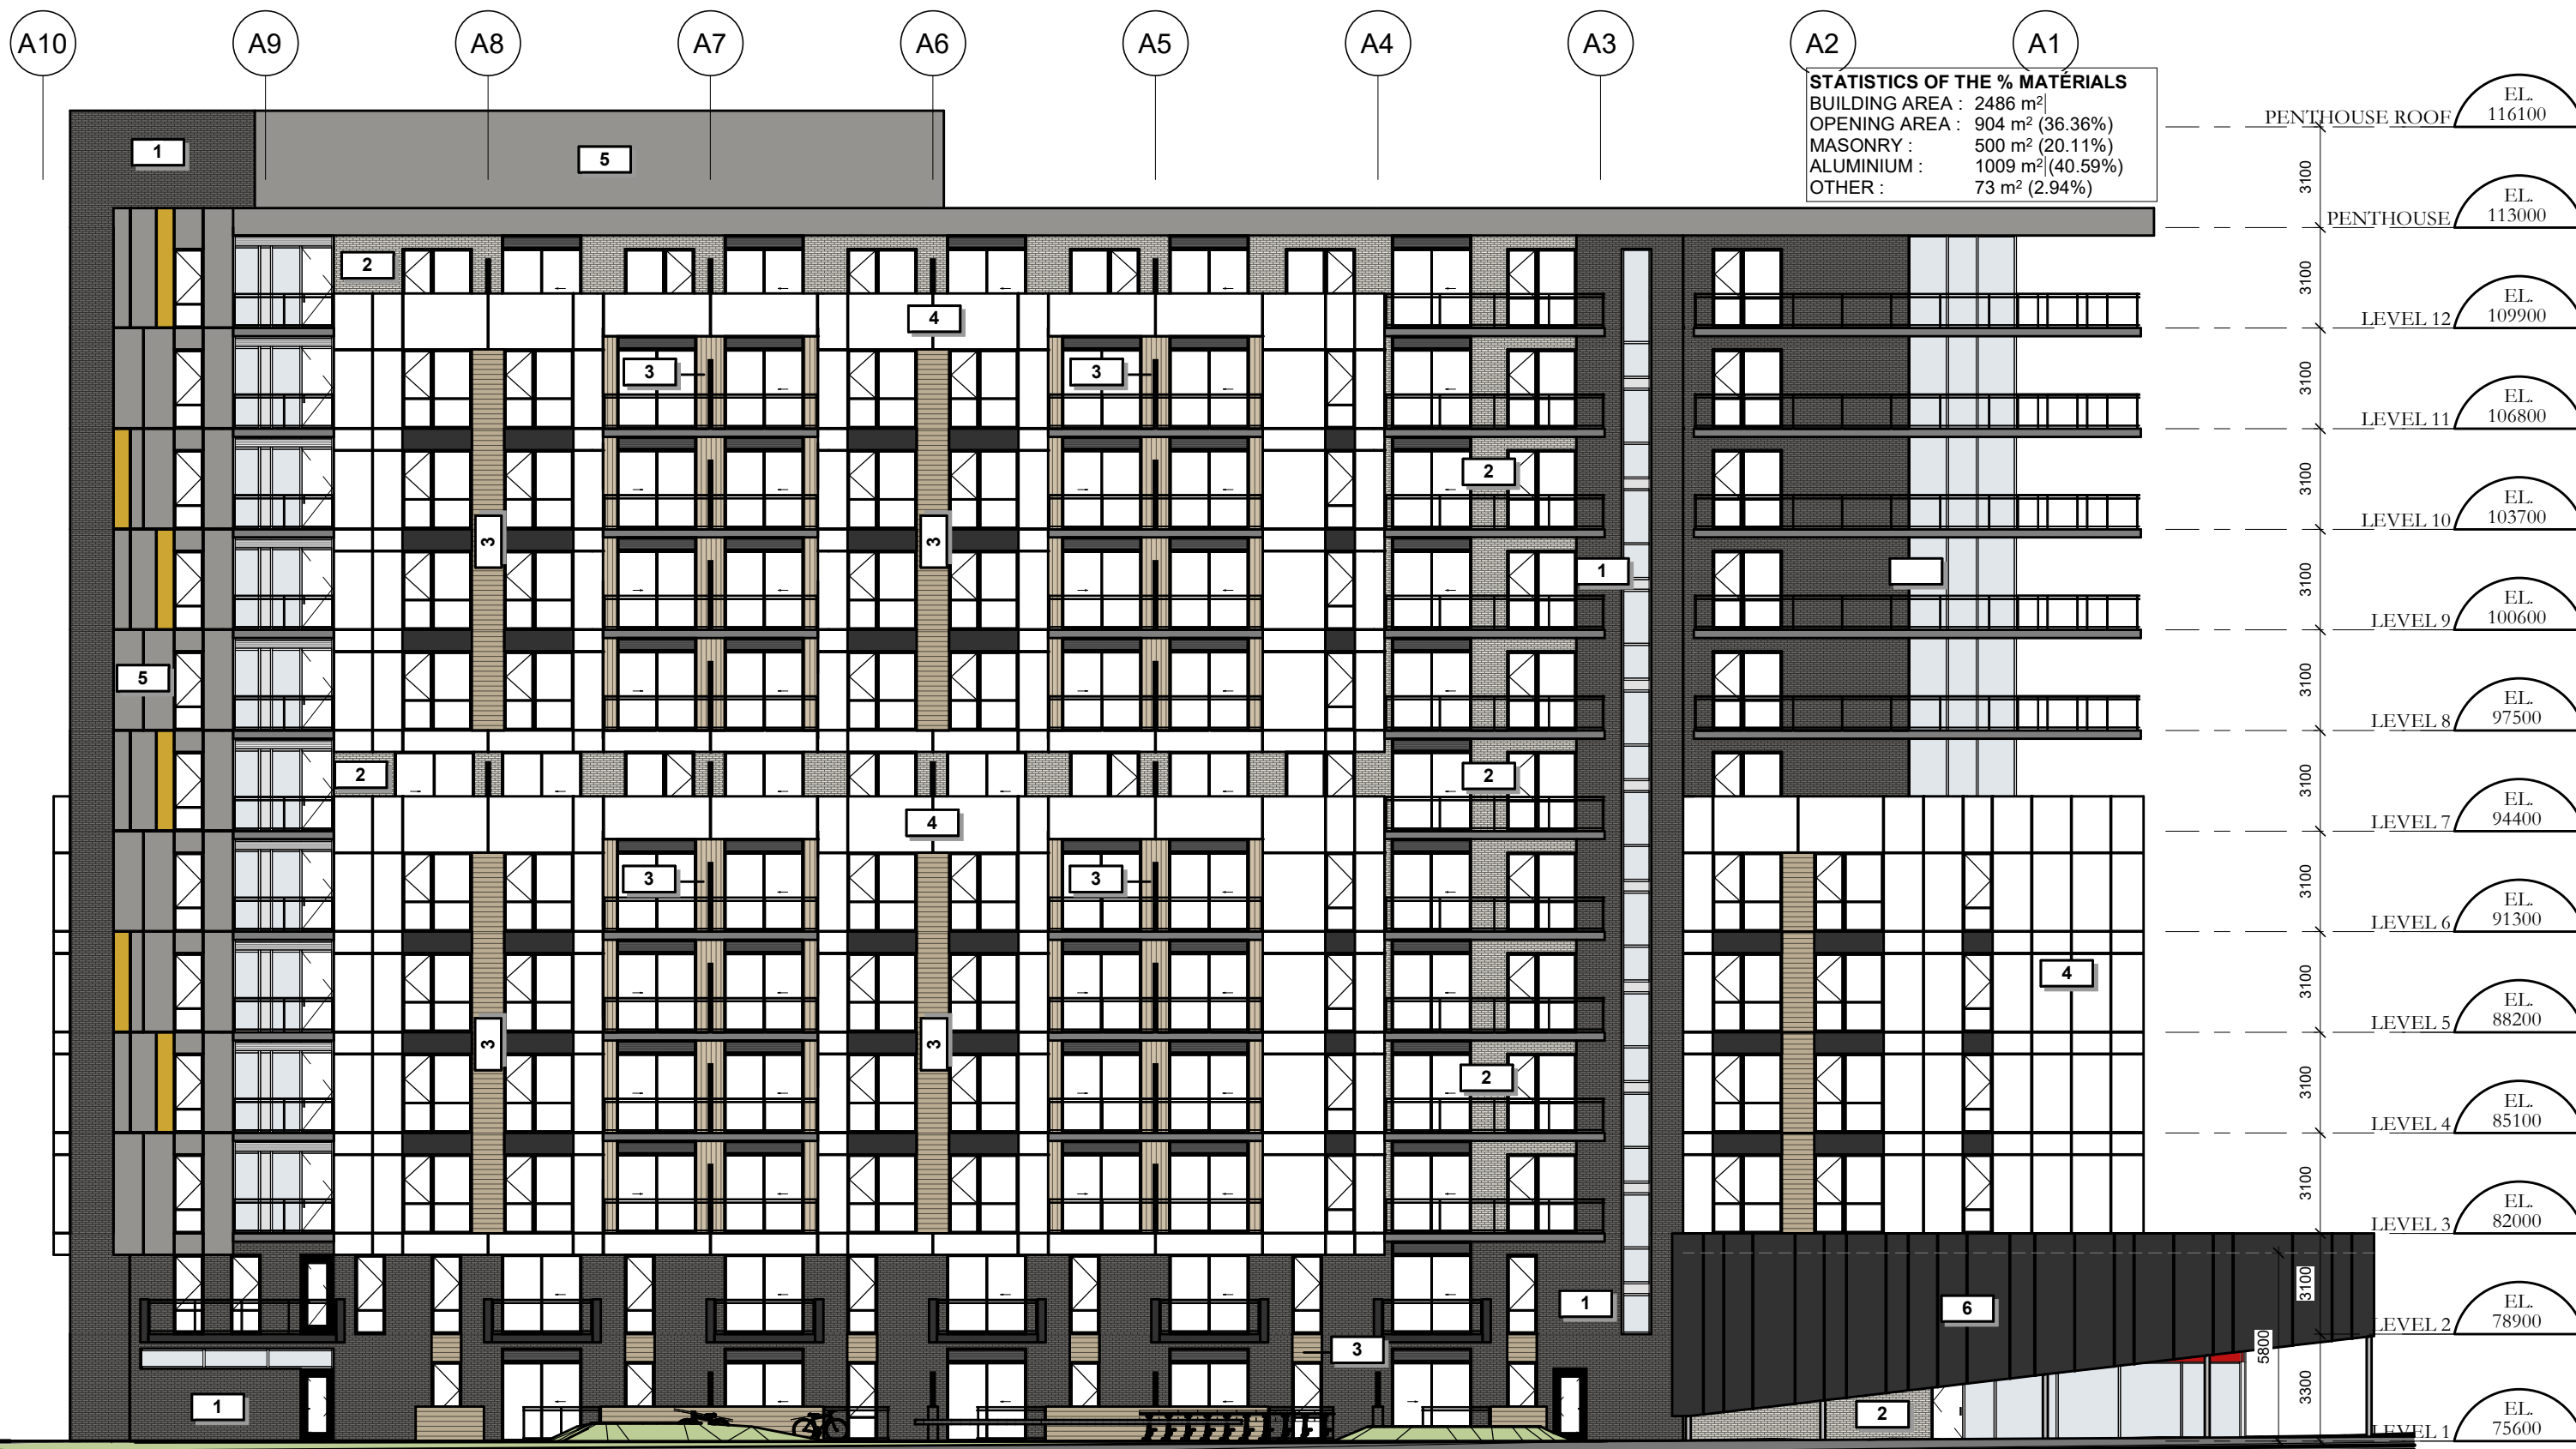 A10 A9 A8 A7 A6 A5 A4 A3 A2 A1
STATISTICS OF THE % MATÉRIALS
BUILDING AREA : 2486 m²
OPENING AREA : 904 m² (36.36%)
MASONRY : 500 m² (20.11%)
ALUMINIUM : 1009 m² (40.59%)
OTHER : 73 m² (2.94%)
PENTHOUSE ROOF EL. 116100
3100
PENTHOUSE EL. 113000
3100
LEVEL 12 EL. 109900
3100
LEVEL 11 EL. 106800
3100
LEVEL 10 EL. 103700
3100
LEVEL 9 EL. 100600
3100
LEVEL 8 EL. 97500
3100
LEVEL 7 EL. 94400
3100
LEVEL 6 EL. 91300
3100
LEVEL 5 EL. 88200
3100
LEVEL 4 EL. 85100
3100
LEVEL 3 EL. 82000
3100
LEVEL 2 EL. 78900
5800
3300
LEVEL 1 EL. 75600
1
5
2
4
3
3
2
3
3
1
5
2
2
4
3
3
4
3
3
2
1
6
3
1
2